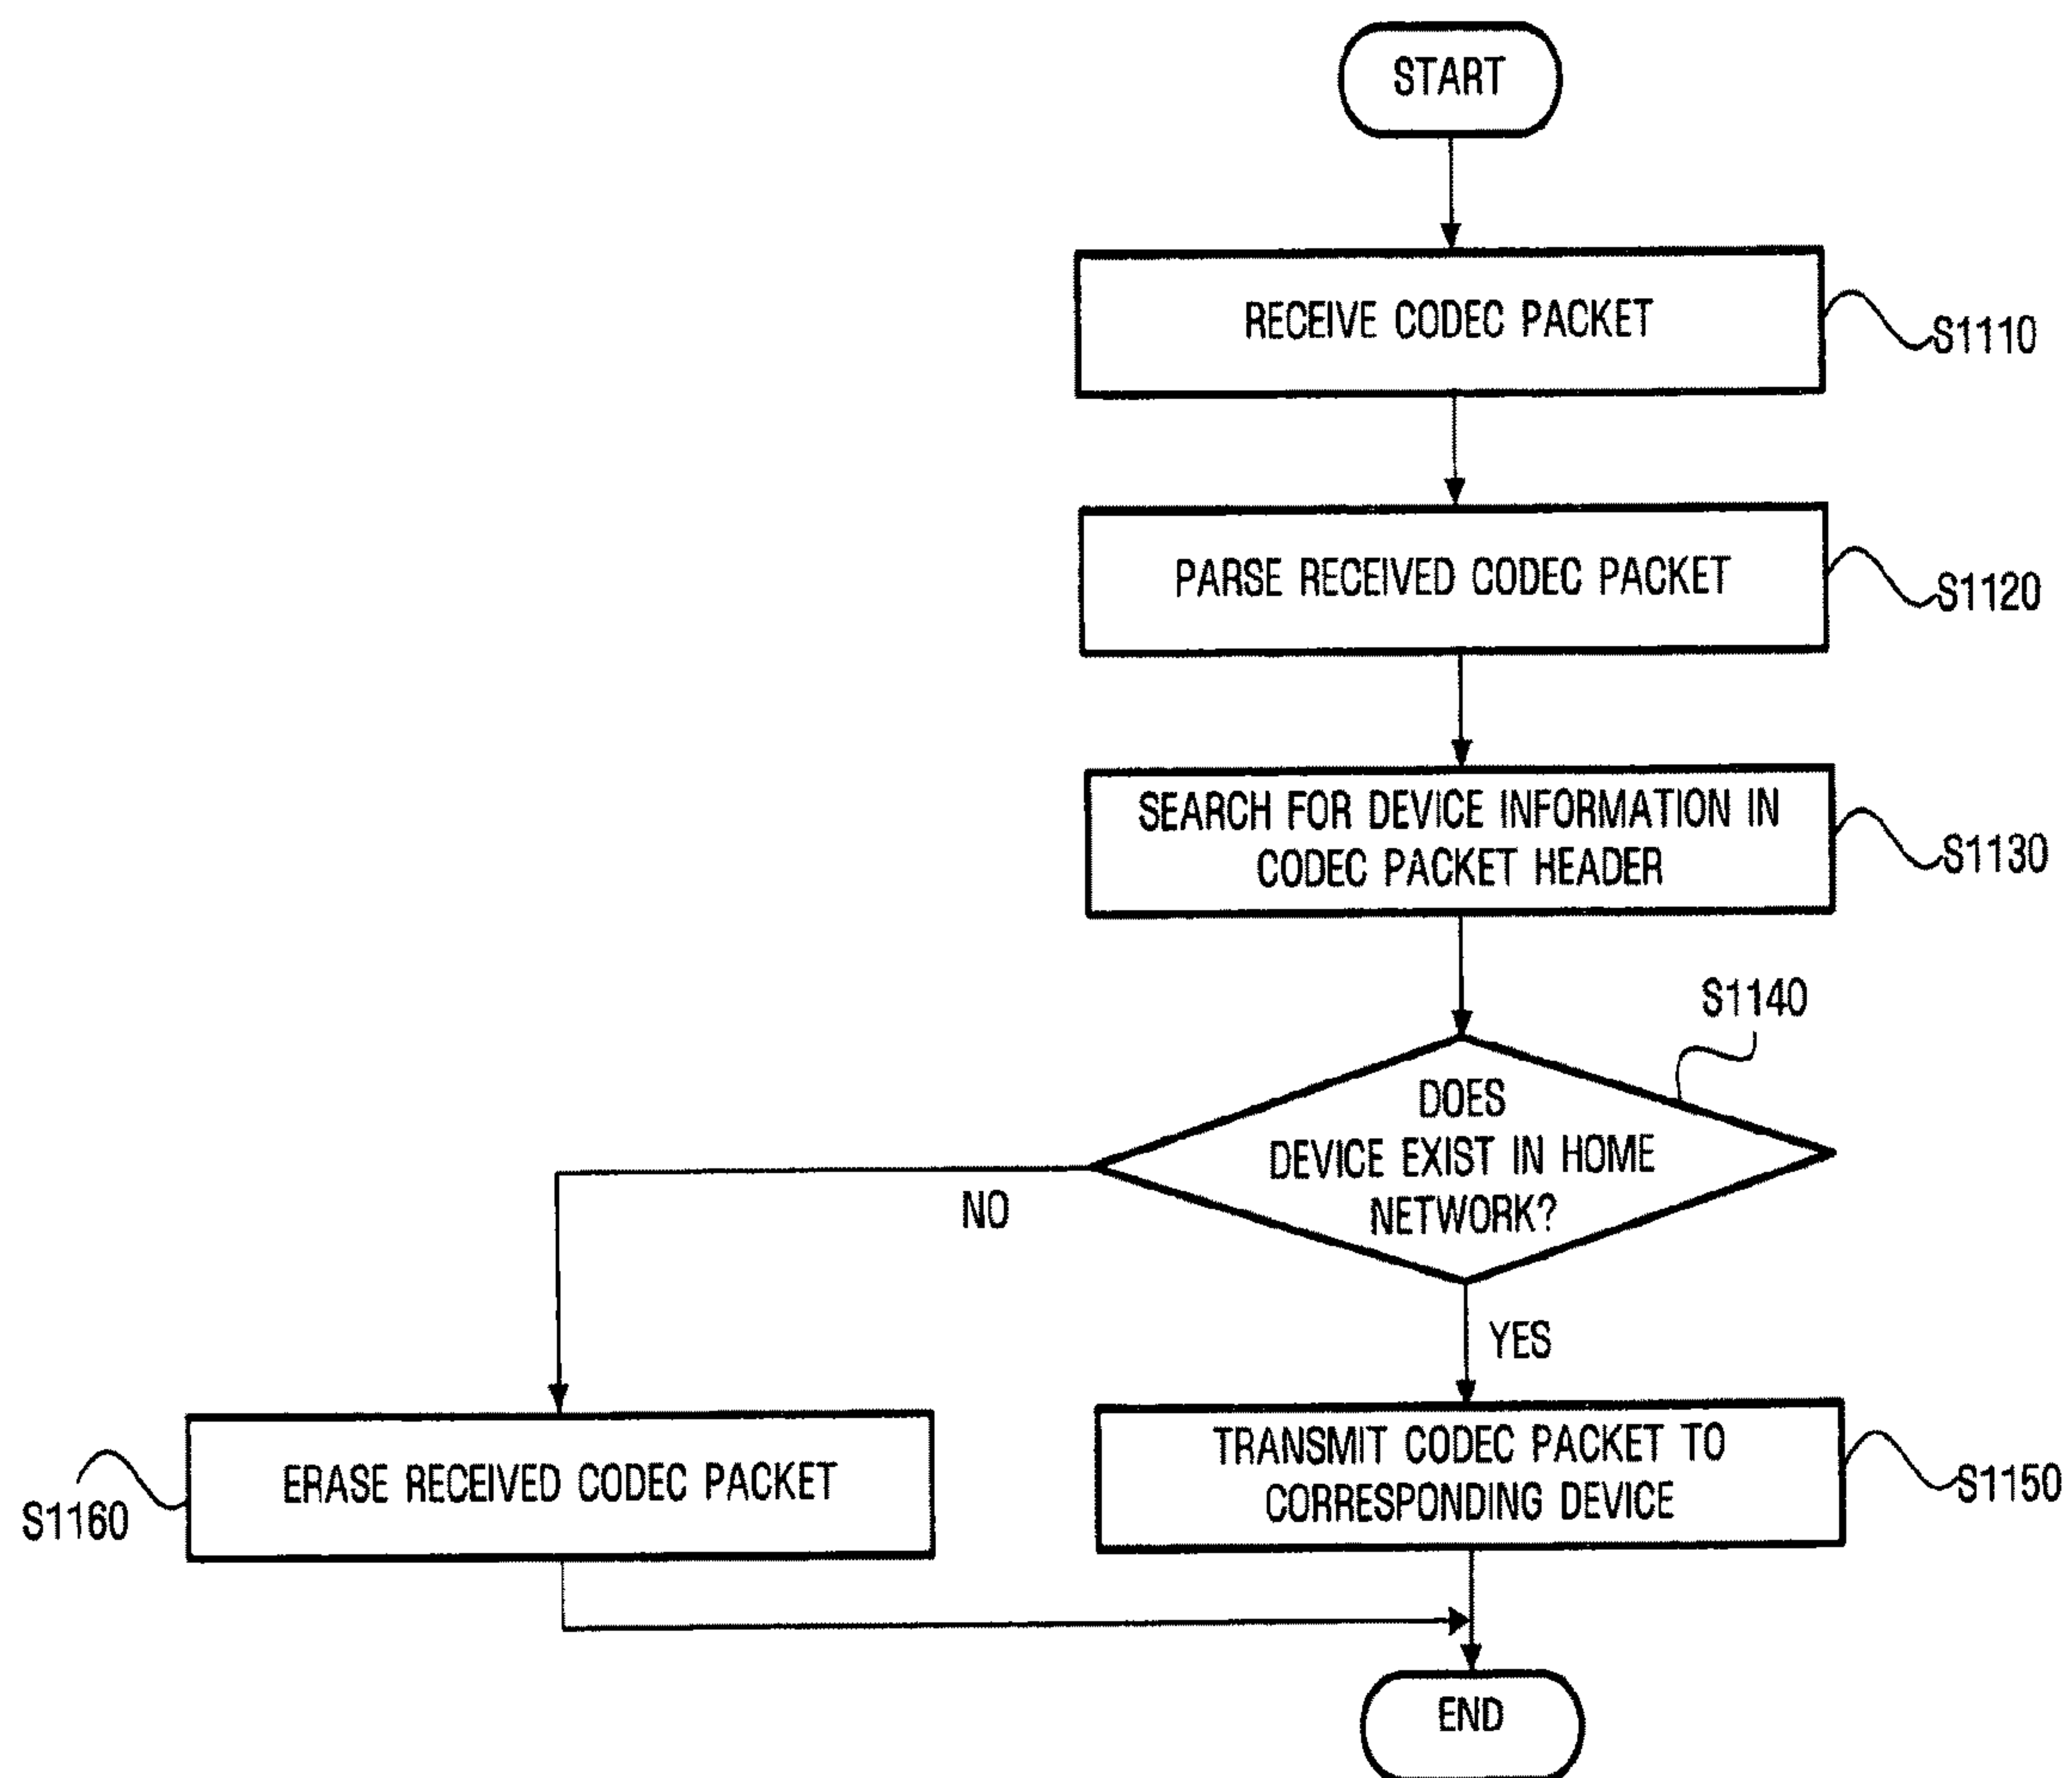 START
RECEIVE CODEC PACKET
S1110
PARSE RECEIVED CODEC PACKET
S1120
SEARCH FOR DEVICE INFORMATION IN
CODEC PACKET HEADER
S1130
S1140
DOES
DEVICE EXIST IN HOME
NETWORK?
NO
YES
ERASE RECEIVED CODEC PACKET
S1160
TRANSMIT CODEC PACKET TO
CORRESPONDING DEVICE
S1150
END